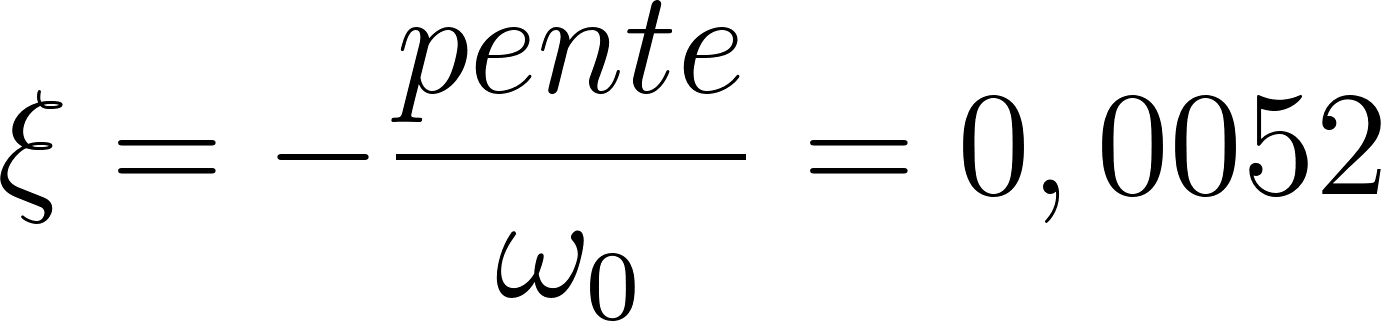 ξ = − pente / ω₀ = 0,0052